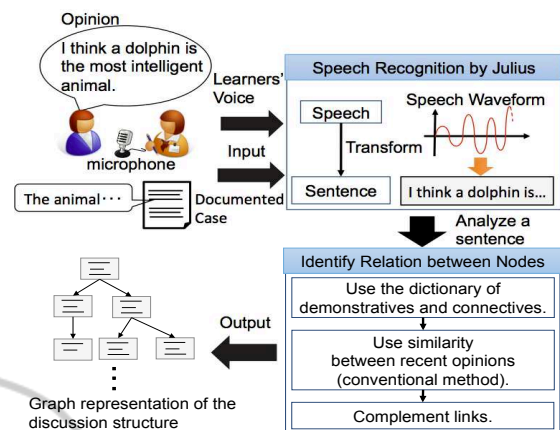 Opinion
I think a dolphin is
the most intelligent
animal.
microphone
The animal・・・
Documented
Case
Learners'
Voice
Input
Speech Recognition by Julius
Speech
Transform
Sentence
Speech Waveform
I think a dolphin is...
Analyze a
sentence
Identify Relation between Nodes
Use the dictionary of
demonstratives and connectives.
Use similarity
between recent opinions
(conventional method).
Complement links.
Output
Graph representation of the
discussion structure